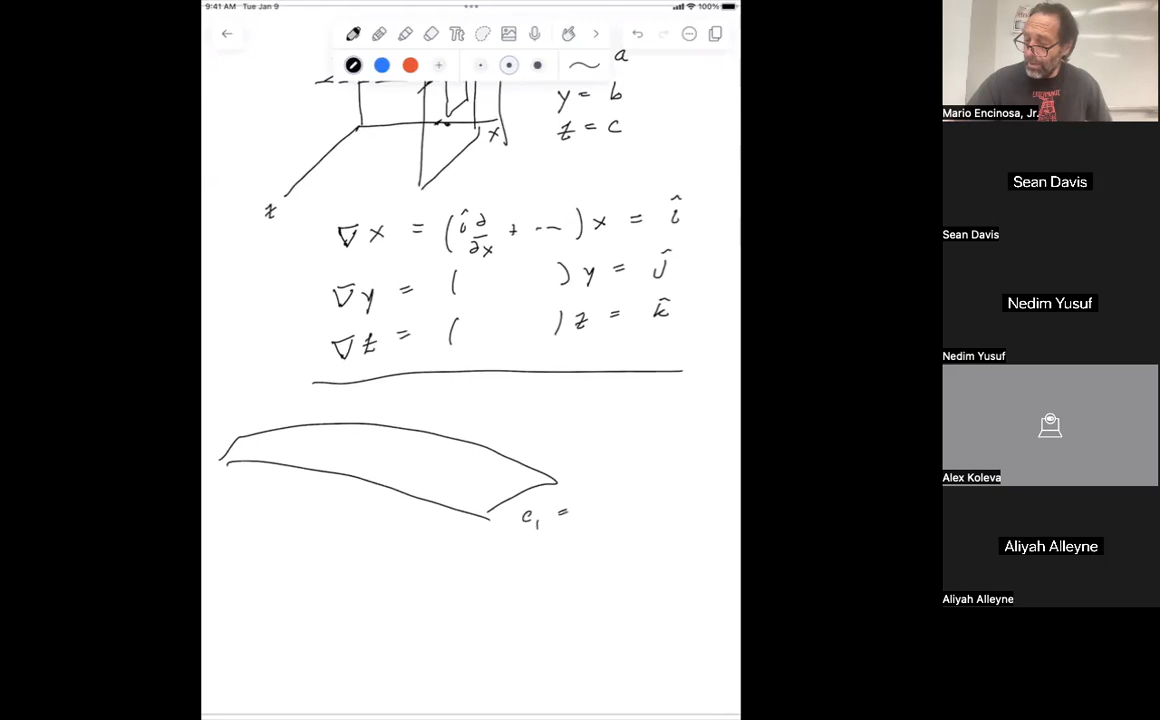 9:41 AM Tue Jan 9
100%
a
y = b
z = c
x
z
∇x = (î ∂/∂x + ---)x = î
∇y = ( )y = ĵ
∇z = ( )z = k̂
c₁ =
Mario Encinosa, Jr.
Sean Davis
Sean Davis
Nedim Yusuf
Nedim Yusuf
Alex Koleva
Aliyah Alleyne
Aliyah Alleyne